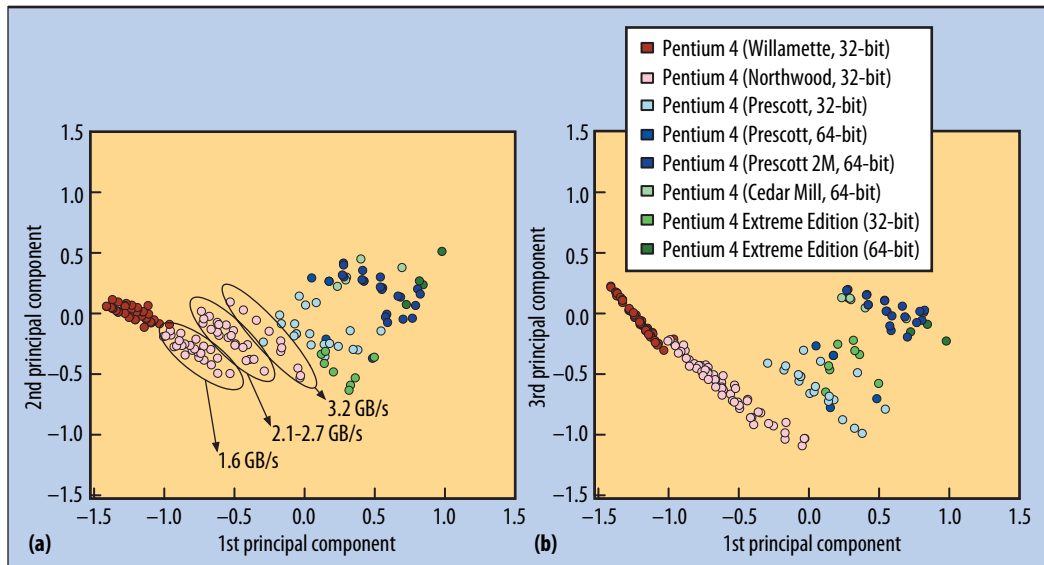 Pentium 4 (Willamette, 32-bit)
Pentium 4 (Northwood, 32-bit)
Pentium 4 (Prescott, 32-bit)
Pentium 4 (Prescott, 64-bit)
Pentium 4 (Prescott 2M, 64-bit)
Pentium 4 (Cedar Mill, 64-bit)
Pentium 4 Extreme Edition (32-bit)
Pentium 4 Extreme Edition (64-bit)
2nd principal component
1.5
1.0
0.5
0.0
−0.5
−1.0
−1.5
3.2 GB/s
2.1–2.7 GB/s
1.6 GB/s
−1.5
−1.0
−0.5
0.0
0.5
1.0
1.5
(a)
1st principal component
3rd principal component
1.5
1.0
0.5
0.0
−0.5
−1.0
−1.5
−1.5
−1.0
−0.5
0.0
0.5
1.0
1.5
(b)
1st principal component